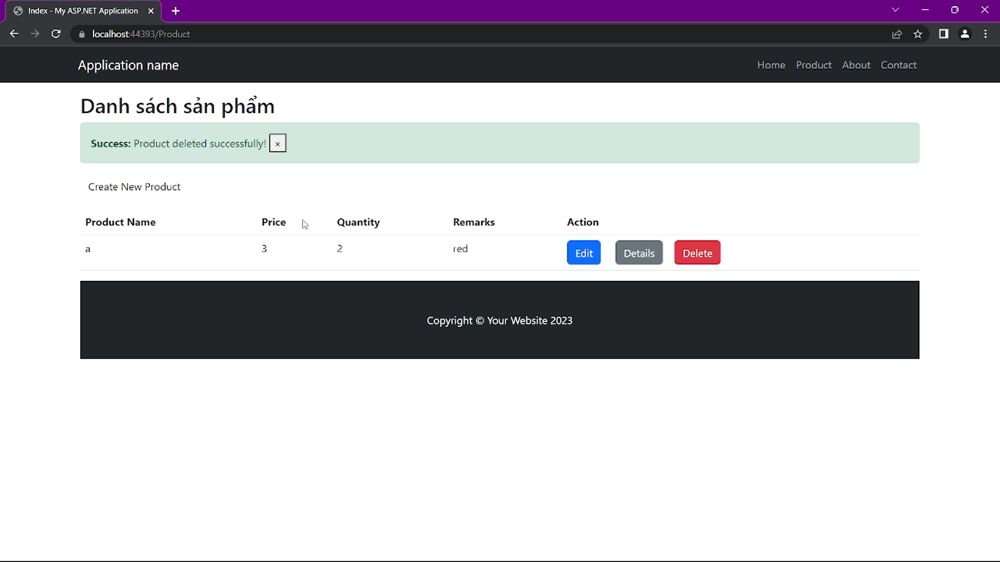 Index - My ASP.NET Application
localhost:44393/Product
Application name
Home Product About Contact
Danh sách sản phẩm
Success: Product deleted successfully! ×
Create New Product
Product Name Price Quantity Remarks Action
a 3 2 red Edit Details Delete
Copyright © Your Website 2023